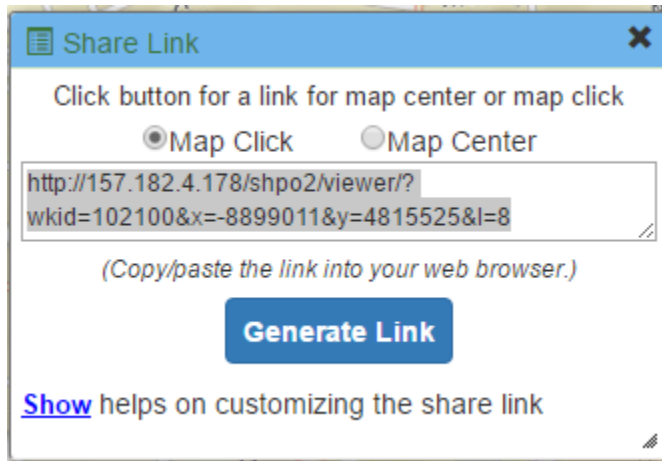 Share Link
Click button for a link for map center or map click
Map Click Map Center
http://157.182.4.178/shpo2/viewer/?
wkid=102100&x=-8899011&y=4815525&l=8
(Copy/paste the link into your web browser.)
Generate Link
Show helps on customizing the share link